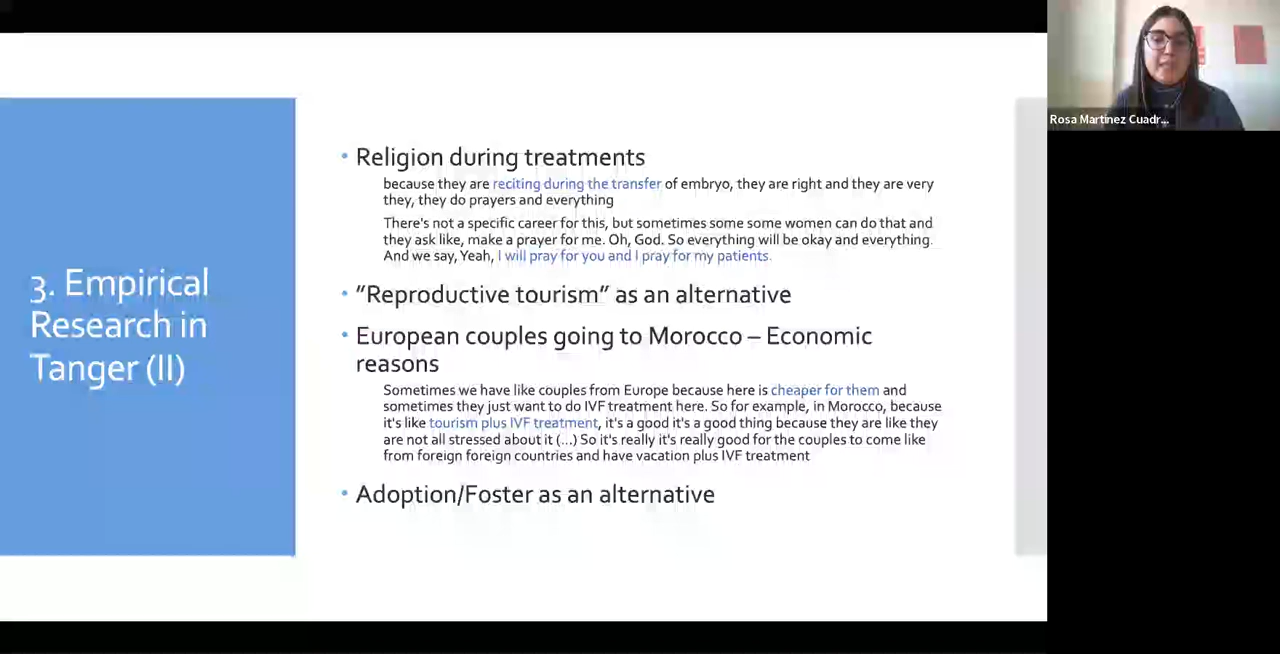 3. Empirical
Research in
Tanger (II)
• Religion during treatments
because they are reciting during the transfer of embryo, they are right and they are very
they, they do prayers and everything
There's not a specific career for this, but sometimes some some women can do that and
they ask like, make a prayer for me. Oh, God. So everything will be okay and everything.
And we say, Yeah, I will pray for you and I pray for my patients.
• “Reproductive tourism” as an alternative
• European couples going to Morocco – Economic
reasons
Sometimes we have like couples from Europe because here is cheaper for them and
sometimes they just want to do IVF treatment here. So for example, in Morocco, because
it's like tourism plus IVF treatment, it's a good it's a good thing because they are like they
are not all stressed about it (...) So it's really it's really good for the couples to come like
from foreign foreign countries and have vacation plus IVF treatment
• Adoption/Foster as an alternative
Rosa Martínez Cuadr...